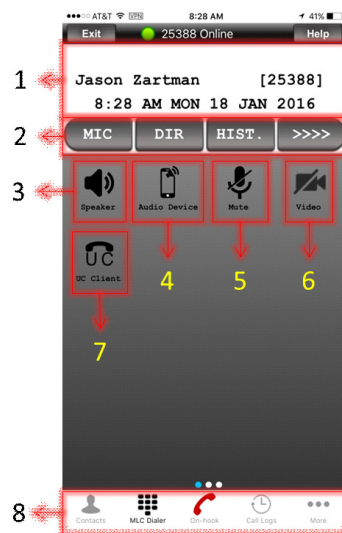 AT&T VPN 8:28 AM 41%
Exit 25388 Online Help
1
Jason Zartman [25388]
8:28 AM MON 18 JAN 2016
2
MIC DIR HIST. >>>>
3
Speaker Audio Device Mute Video
4 5 6
UC
UC Client
7
8
Contacts MLC Dialer On-hook Call Logs More